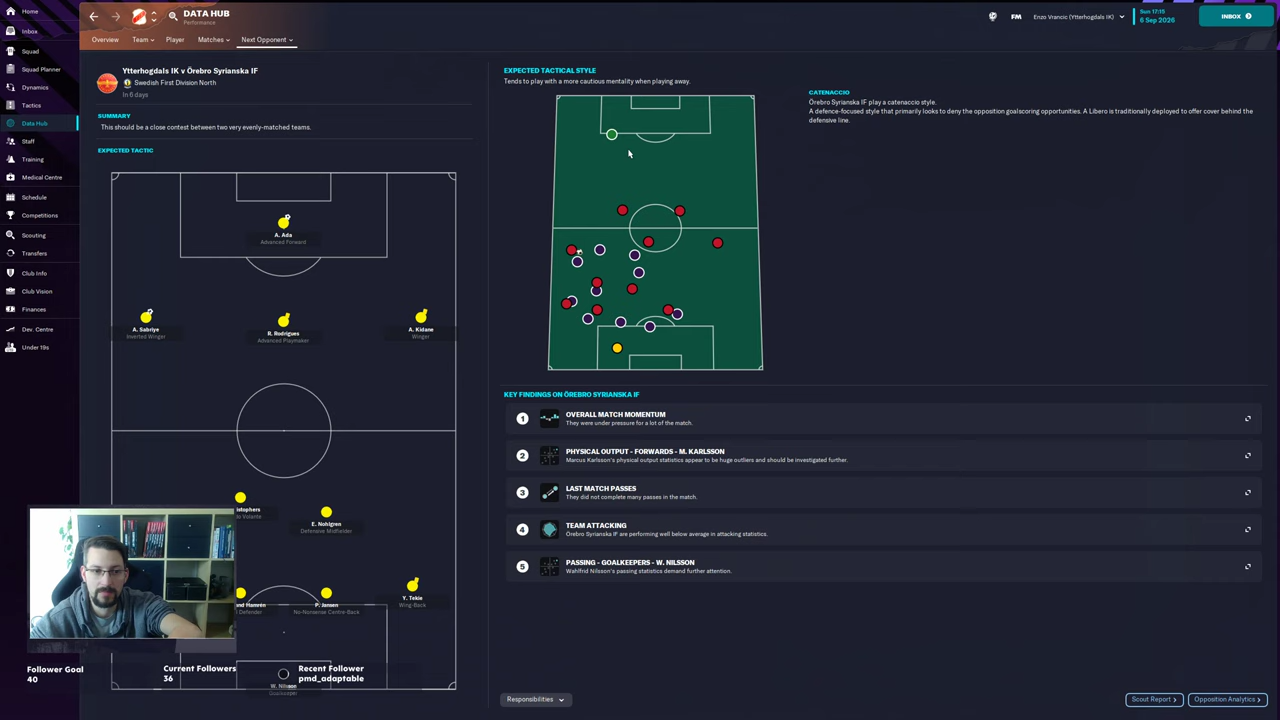 Home
Inbox
Squad
Squad Planner
Dynamics
Tactics
Data Hub
Staff
Training
Medical Centre
Schedule
Competitions
Scouting
Transfers
Club Info
Club Vision
Finances
Dev. Centre
Under 19s
DATA HUB
Performance
FM
Enzo Vrancic (Ytterhogdals IK)
Sun 17:15
6 Sep 2026
INBOX
Overview
Team
Player
Matches
Next Opponent
Ytterhogdals IK v Örebro Syrianska IF
Swedish First Division North
In 6 days
SUMMARY
This should be a close contest between two very evenly-matched teams.
EXPECTED TACTIC
A. Ada
Advanced Forward
A. Sabriye
Inverted Winger
R. Rodrigues
Advanced Playmaker
A. Kidane
Winger
E. Nohlgren
Defensive Midfielder
Volante
Hamrén
Defender
P. Jansen
No-Nonsense Centre-Back
Y. Tekie
Wing-Back
W. Nilsson
Goalkeeper
EXPECTED TACTICAL STYLE
Tends to play with a more cautious mentality when playing away.
CATENACCIO
Örebro Syrianska IF play a catenaccio style.
A defence-focused style that primarily looks to deny the opposition goalscoring opportunities. A Libero is traditionally deployed to offer cover behind the
defensive line.
KEY FINDINGS ON ÖREBRO SYRIANSKA IF
1
OVERALL MATCH MOMENTUM
They were under pressure for a lot of the match.
2
PHYSICAL OUTPUT - FORWARDS - M. KARLSSON
Marcus Karlsson's physical output statistics appear to be huge outliers and should be investigated further.
3
LAST MATCH PASSES
They did not complete many passes in the match.
4
TEAM ATTACKING
Örebro Syrianska IF are performing well below average in attacking statistics.
5
PASSING - GOALKEEPERS - W. NILSSON
Wahlfrid Nilsson's passing statistics demand further attention.
Responsibilities
Scout Report
Opposition Analytics
Follower Goal
40
Current Followers
36
Recent Follower
pmd_adaptable